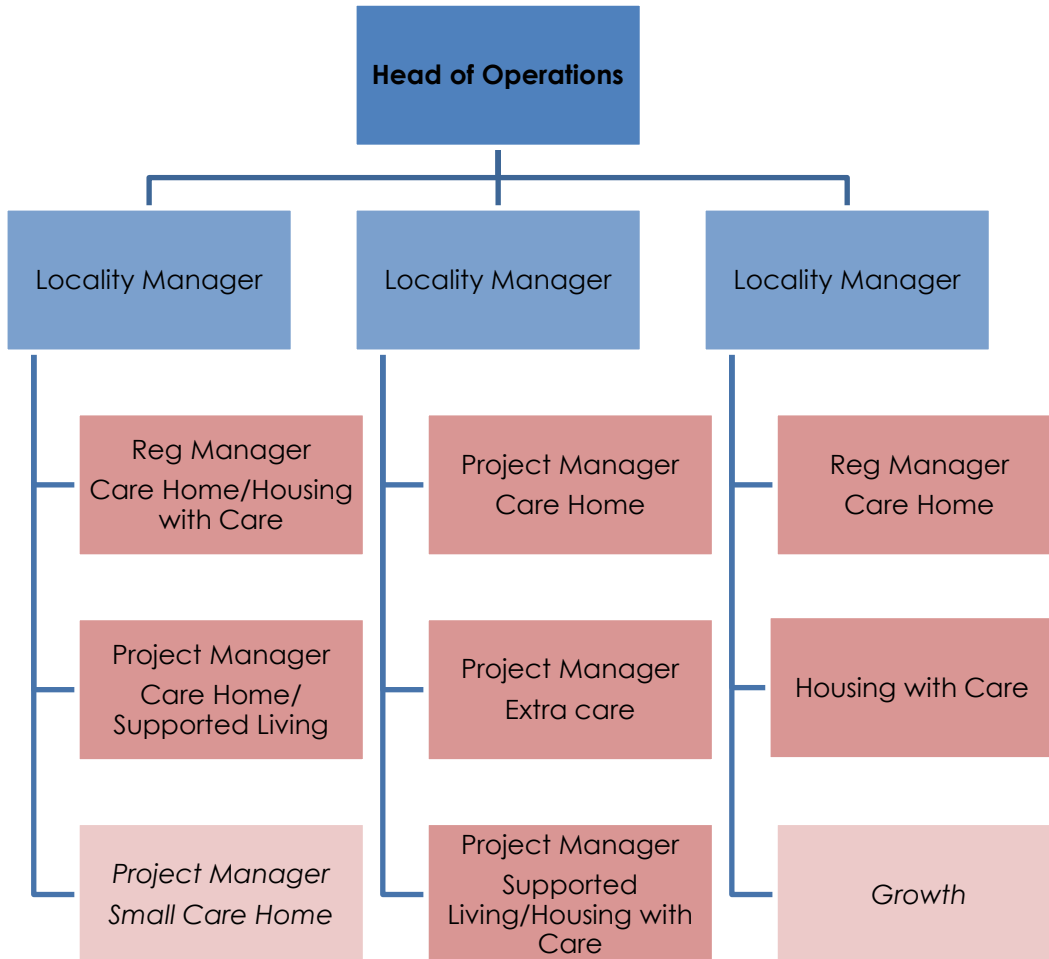 Head of Operations
Locality Manager
Locality Manager
Locality Manager
Reg Manager
Care Home/Housing
with Care
Project Manager
Care Home
Reg Manager
Care Home
Project Manager
Care Home/
Supported Living
Project Manager
Extra care
Housing with Care
Project Manager
Small Care Home
Project Manager
Supported
Living/Housing with
Care
Growth